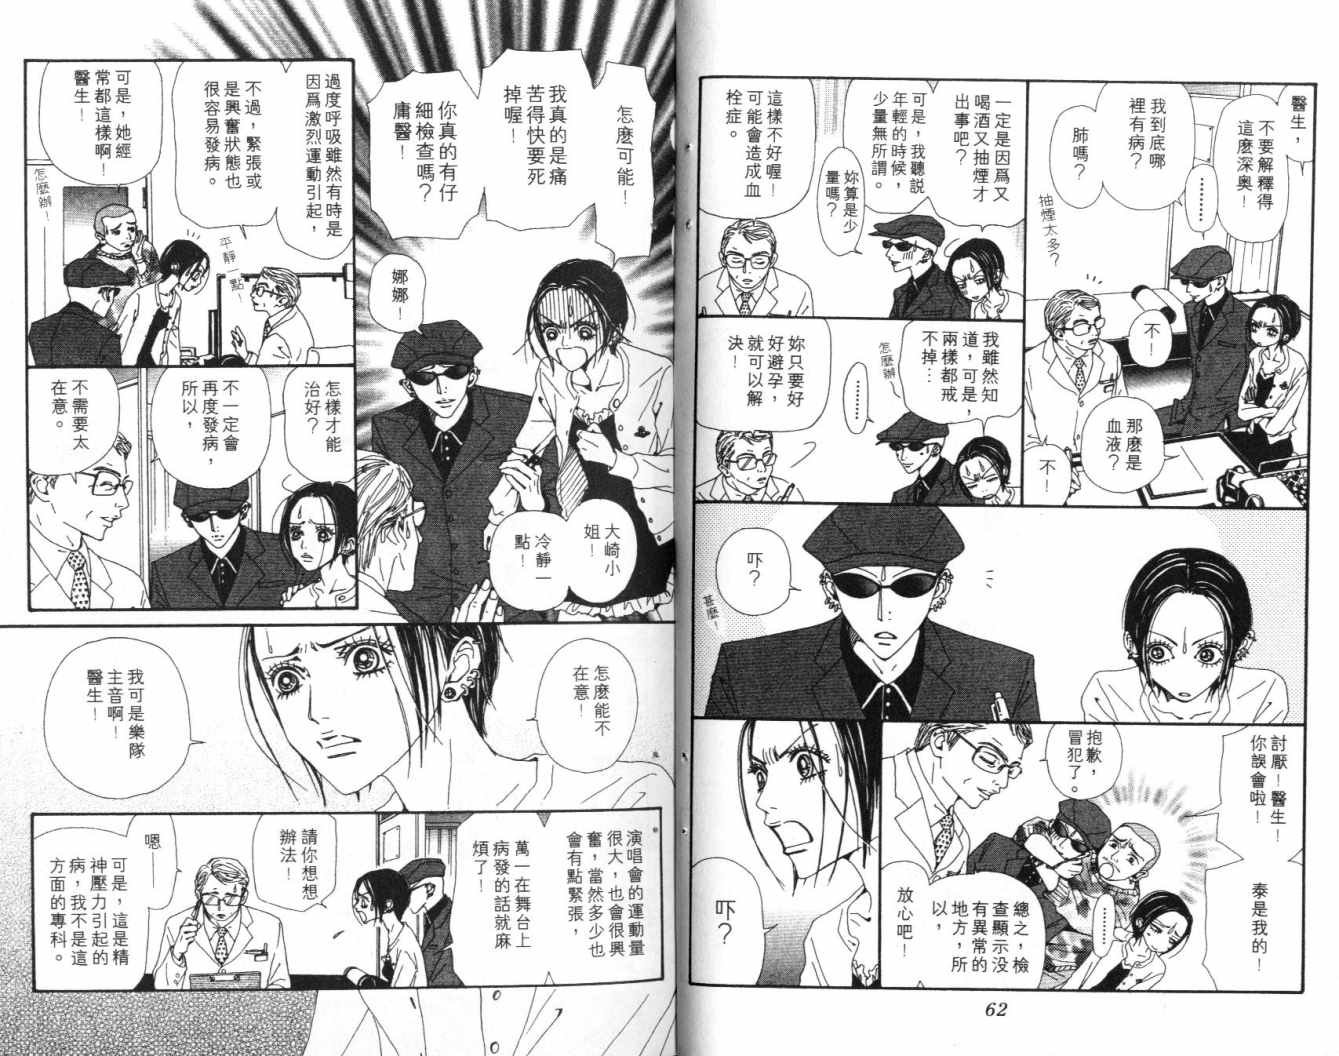 醫生，
不要解釋得
這麼深奧！
………
我到底哪
裡有病？
肺嗎？
抽煙太多？
不！
那麼是
血液？
不！
一定是因爲又
喝酒又抽煙才
出事吧？
可是，我聽說
年輕的時候，
少量無所謂。
妳算是少
量嗎？
這樣不好喔！
可能會造成血
栓症。
我雖然知
道，可是，
兩樣都戒
不掉…
怎麼辦
………
妳只要好
好避孕，
就可以解
決！
吓？
甚麼！
討厭！醫生！
你誤會啦！
泰是我的！
抱歉，
冒犯了。
………
總之，檢
查顯示没
有異常的
地方，所
以，
放心吧！
吓？
62
怎麼可能！
我真的是痛
苦得快要死
掉喔！
你真的有仔
細檢查嗎？
庸醫！
娜娜！
大崎小
姐！
冷靜一
點！
過度呼吸雖然有時是
因爲激烈運動引起，
不過，緊張或
是興奮狀態也
很容易發病。
可是，她經
常都這樣啊！
醫生！
怎麼辦！
平靜一點！
怎樣才能
治好？
不一定會
再度發病，
所以，
不需要太
在意。
怎麼能不
在意！
我可是樂隊
主音啊！
醫生！
演唱會的運動量
很大，也會很興
奮，當然多少也
會有點緊張，
萬一在舞台上
病發的話就麻
煩了！
請你想想
辦法！
嗯
可是，這是精
神壓力引起的
病，我不是這
方面的專科。